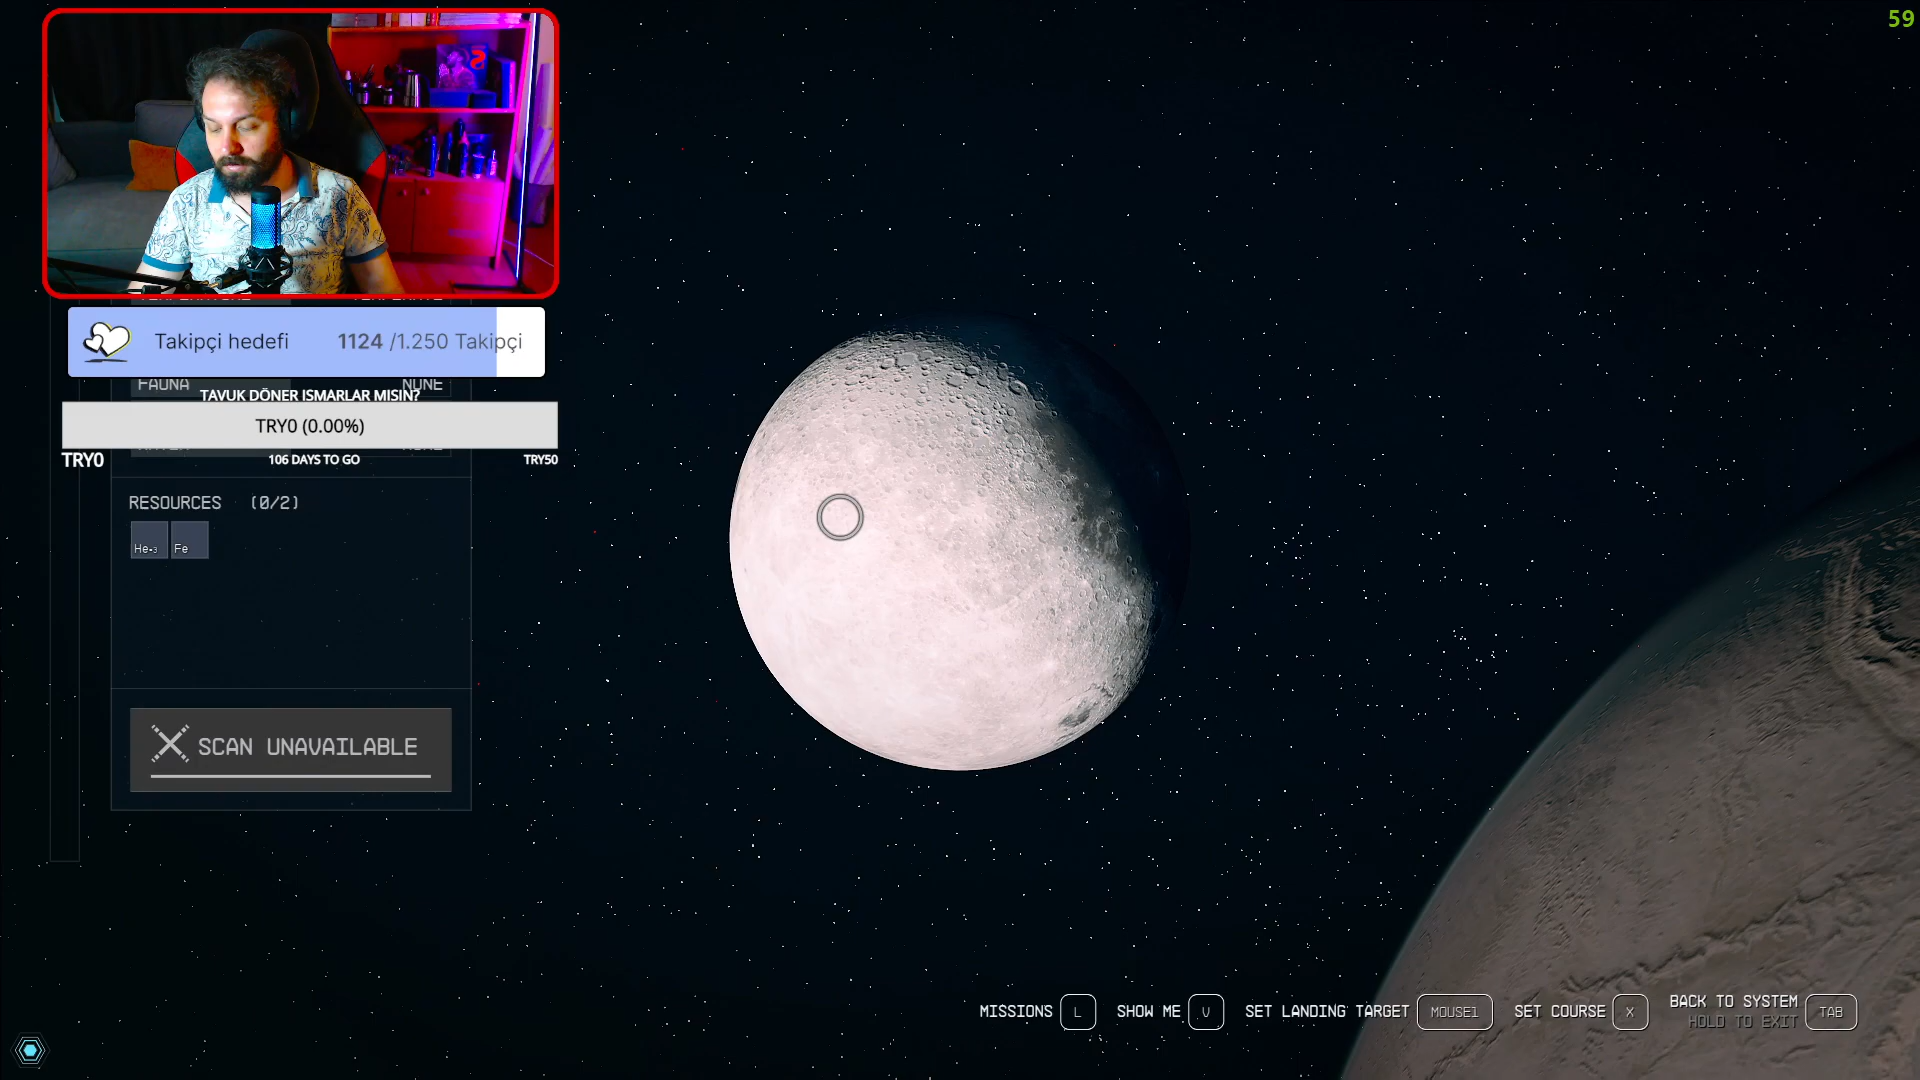 59
Takipçi hedefi 1124 /1.250 Takipçi
FAUNA NONE
TAVUK DÖNER ISMARLAR MISIN?
TRY0 (0.00%)
TRY0 106 DAYS TO GO TRY50
RESOURCES (0/2)
He-3 Fe
SCAN UNAVAILABLE
MISSIONS L SHOW ME V SET LANDING TARGET MOUSE1 SET COURSE X BACK TO SYSTEM TAB
HOLD TO EXIT